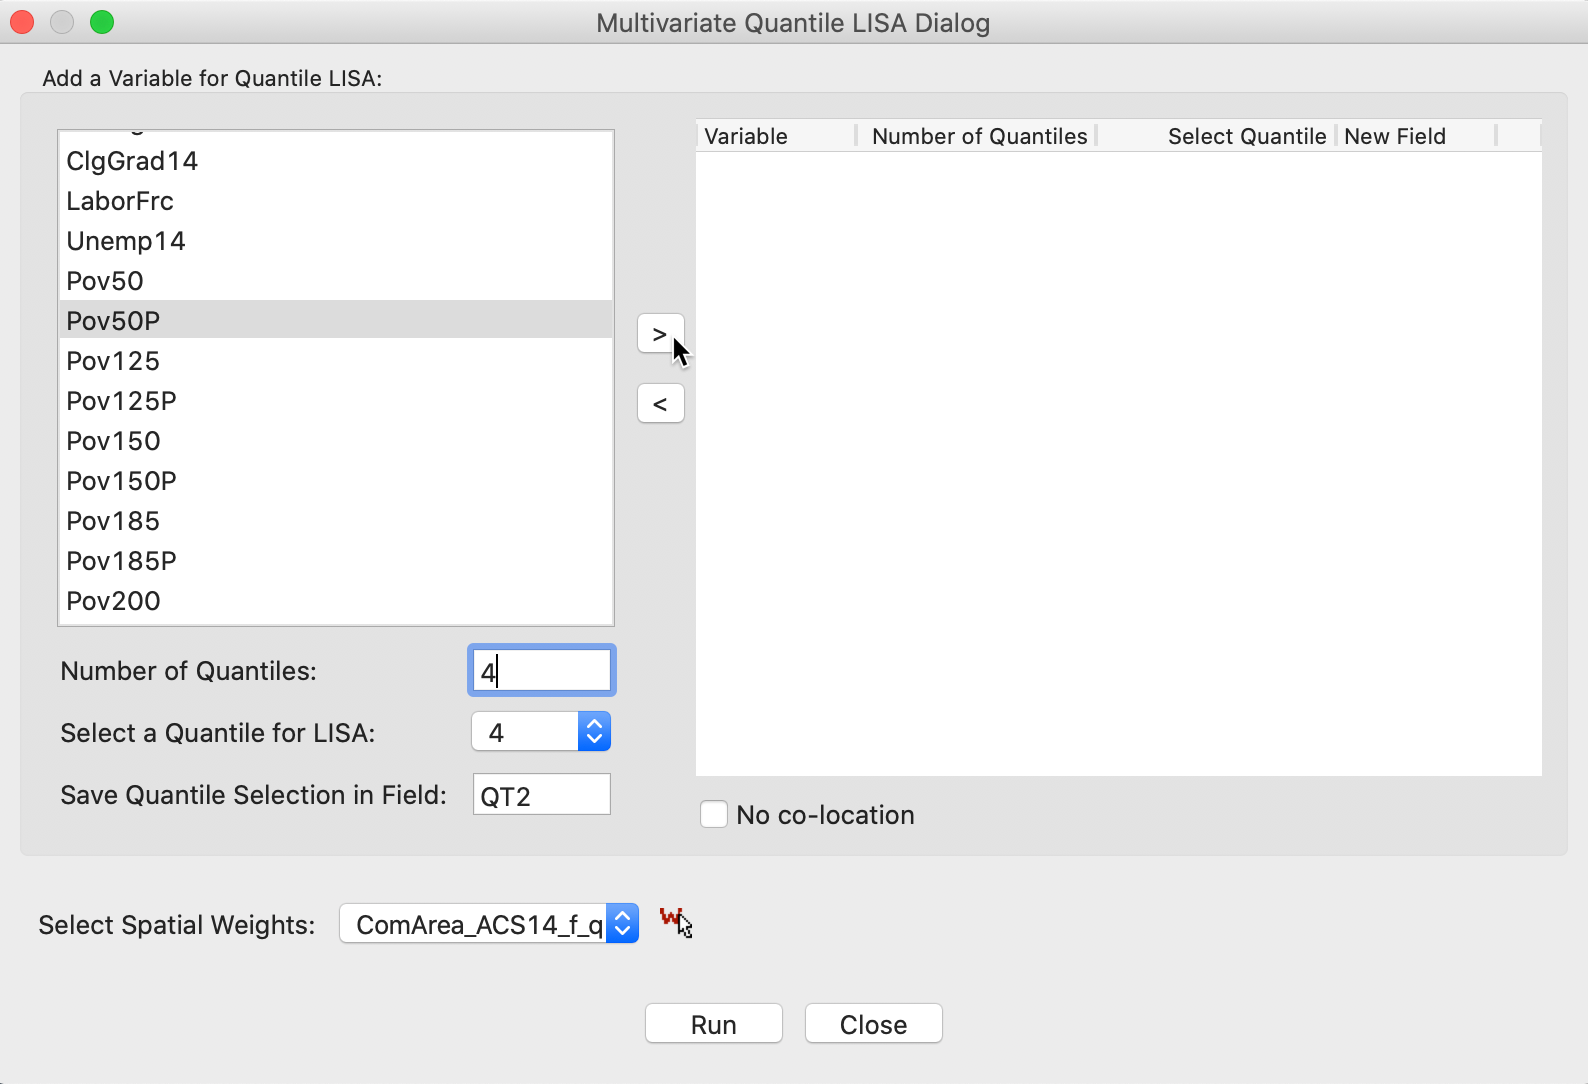 Multivariate Quantile LISA Dialog
Add a Variable for Quantile LISA:
ClgGrad14
LaborFrc
Unemp14
Pov50
Pov50P
Pov125
Pov125P
Pov150
Pov150P
Pov185
Pov185P
Pov200
>
<
Variable Number of Quantiles Select Quantile New Field
Number of Quantiles: 4
Select a Quantile for LISA: 4
Save Quantile Selection in Field: QT2
No co-location
Select Spatial Weights: ComArea_ACS14_f_q
W
Run Close